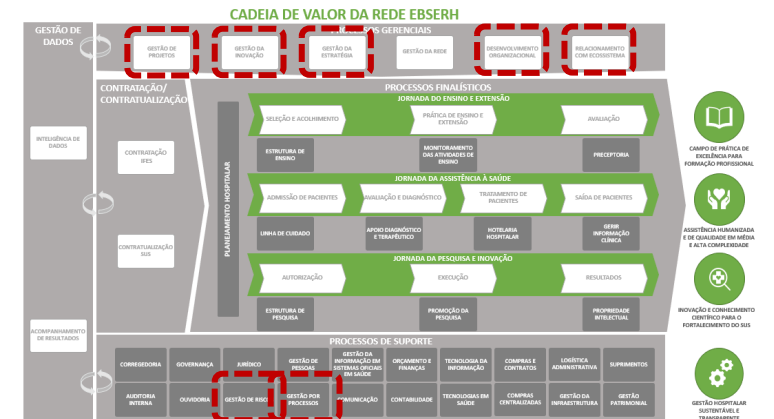 CADEIA DE VALOR DA REDE EBSERH
GESTÃO DE
DADOS
PROCESSOS GERENCIAIS
GESTÃO DE
PROJETOS
GESTÃO DA
INOVAÇÃO
GESTÃO DA
ESTRATÉGIA
GESTÃO DA REDE
DESENVOLVIMENTO
ORGANIZACIONAL
RELACIONAMENTO
COM ECOSISTEMA
INTELIGÊNCIA DE
DADOS
ACOMPANHAMENTO
DE RESULTADOS
CONTRATAÇÃO/
CONTRATUALIZAÇÃO
CONTRATAÇÃO
IFES
CONTRATUALIZAÇÃO
SUS
PLANEJAMENTO HOSPITALAR
PROCESSOS FINALÍSTICOS
JORNADA DO ENSINO E EXTENSÃO
SELEÇÃO E ACOLHIMENTO
PRÁTICA DE ENSINO E
EXTENSÃO
AVALIAÇÃO
ESTRUTURA DE
ENSINO
MONITORAMENTO
DAS ATIVIDADES DE
ENSINO
PRECEPTORIA
JORNADA DA ASSISTÊNCIA À SAÚDE
ADMISSÃO DE PACIENTES
AVALIAÇÃO E DIAGNÓSTICO
TRATAMENTO DE
PACIENTES
SAÍDA DE PACIENTES
LINHA DE CUIDADO
APOIO DIAGNÓSTICO
E TERAPÊUTICO
HOTELARIA
HOSPITALAR
GERIR
INFORMAÇÃO
CLÍNICA
JORNADA DA PESQUISA E INOVAÇÃO
AUTORIZAÇÃO
EXECUÇÃO
RESULTADOS
ESTRUTURA DE
PESQUISA
PROMOÇÃO DA
PESQUISA
PROPRIEDADE
INTELECTUAL
CAMPO DE PRÁTICA DE
EXCELÊNCIA PARA
FORMAÇÃO PROFISSIONAL
ASSISTÊNCIA HUMANIZADA
E DE QUALIDADE EM MÉDIA
E ALTA COMPLEXIDADE
INOVAÇÃO E CONHECIMENTO
CIENTÍFICO PARA O
FORTALECIMENTO DO SUS
PROCESSOS DE SUPORTE
CORREGEDORIA
GOVERNANÇA
JURÍDICO
GESTÃO DE
PESSOAS
GESTÃO DA
INFORMAÇÃO EM
SISTEMAS OFICIAIS
EM SAÚDE
ORÇAMENTO E
FINANÇAS
TECNOLOGIA DA
INFORMAÇÃO
COMPRAS E
CONTRATOS
LOGÍSTICA
ADMINISTRATIVA
SUPRIMENTOS
AUDITORIA
INTERNA
OUVIDORIA
GESTÃO DE RISCO
GESTÃO POR
PROCESSOS
COMUNICAÇÃO
CONTABILIDADE
TECNOLOGIAS EM
SAÚDE
COMPRAS
CENTRALIZADAS
GESTÃO DA
INFRAESTRUTURA
GESTÃO
PATRIMONIAL
GESTÃO HOSPITALAR
SUSTENTÁVEL E
TRANSPARENTE